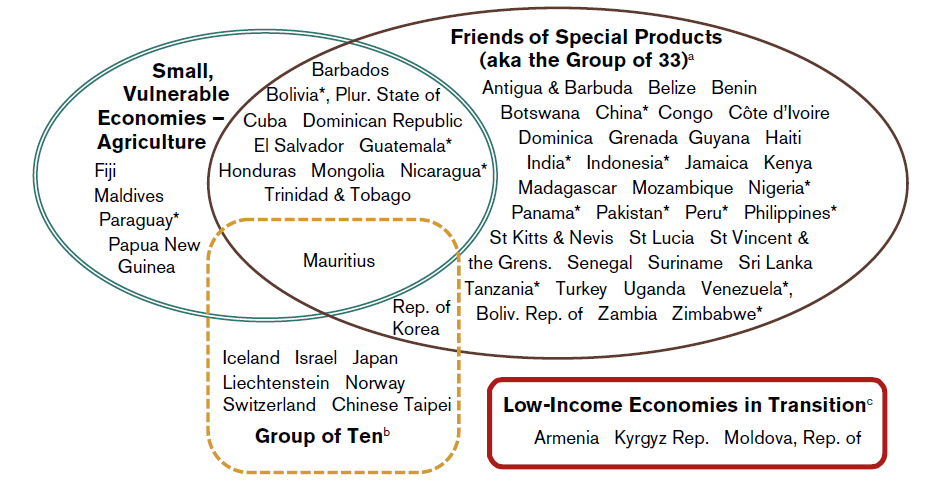 Small,
Vulnerable
Economies –
Agriculture
Fiji
Maldives
Paraguay*
Papua New
Guinea
Barbados
Bolivia*, Plur. State of
Cuba Dominican Republic
El Salvador Guatemala*
Honduras Mongolia Nicaragua*
Trinidad & Tobago
Mauritius
Rep. of
Korea
Friends of Special Products
(aka the Group of 33)a
Antigua & Barbuda Belize Benin
Botswana China* Congo Côte d'Ivoire
Dominica Grenada Guyana Haiti
India* Indonesia* Jamaica Kenya
Madagascar Mozambique Nigeria*
Panama* Pakistan* Peru* Philippines*
St Kitts & Nevis St Lucia St Vincent &
the Grens. Senegal Suriname Sri Lanka
Tanzania* Turkey Uganda Venezuela*,
Boliv. Rep. of Zambia Zimbabwe*
Iceland Israel Japan
Liechtenstein Norway
Switzerland Chinese Taipei
Group of Tenb
Low-Income Economies in Transitionc
Armenia Kyrgyz Rep. Moldova, Rep. of